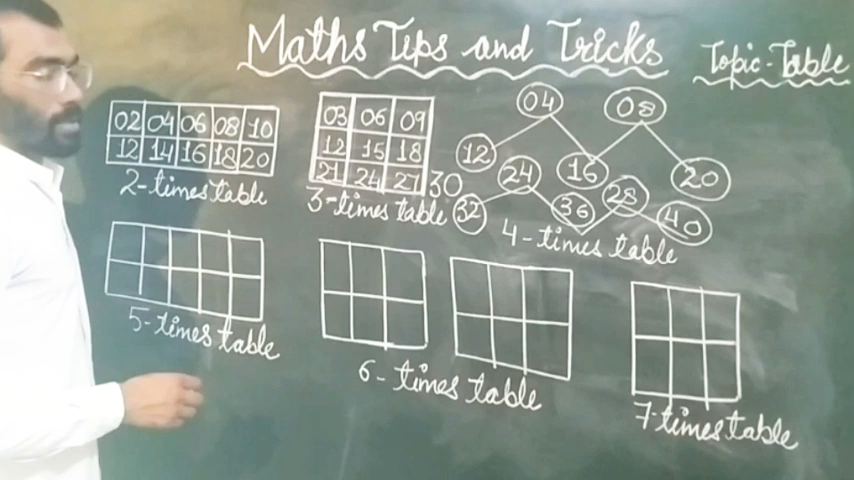 Maths Tips and Tricks
Topic-Table
02 04 06 08 10
12 14 16 18 20
2-times table
03 06 09
12 15 18
21 24 27 30
3-times table
04 08
12 16 20
24 28
32 36 40
4-times table
5-times table
6-times table
7-times table